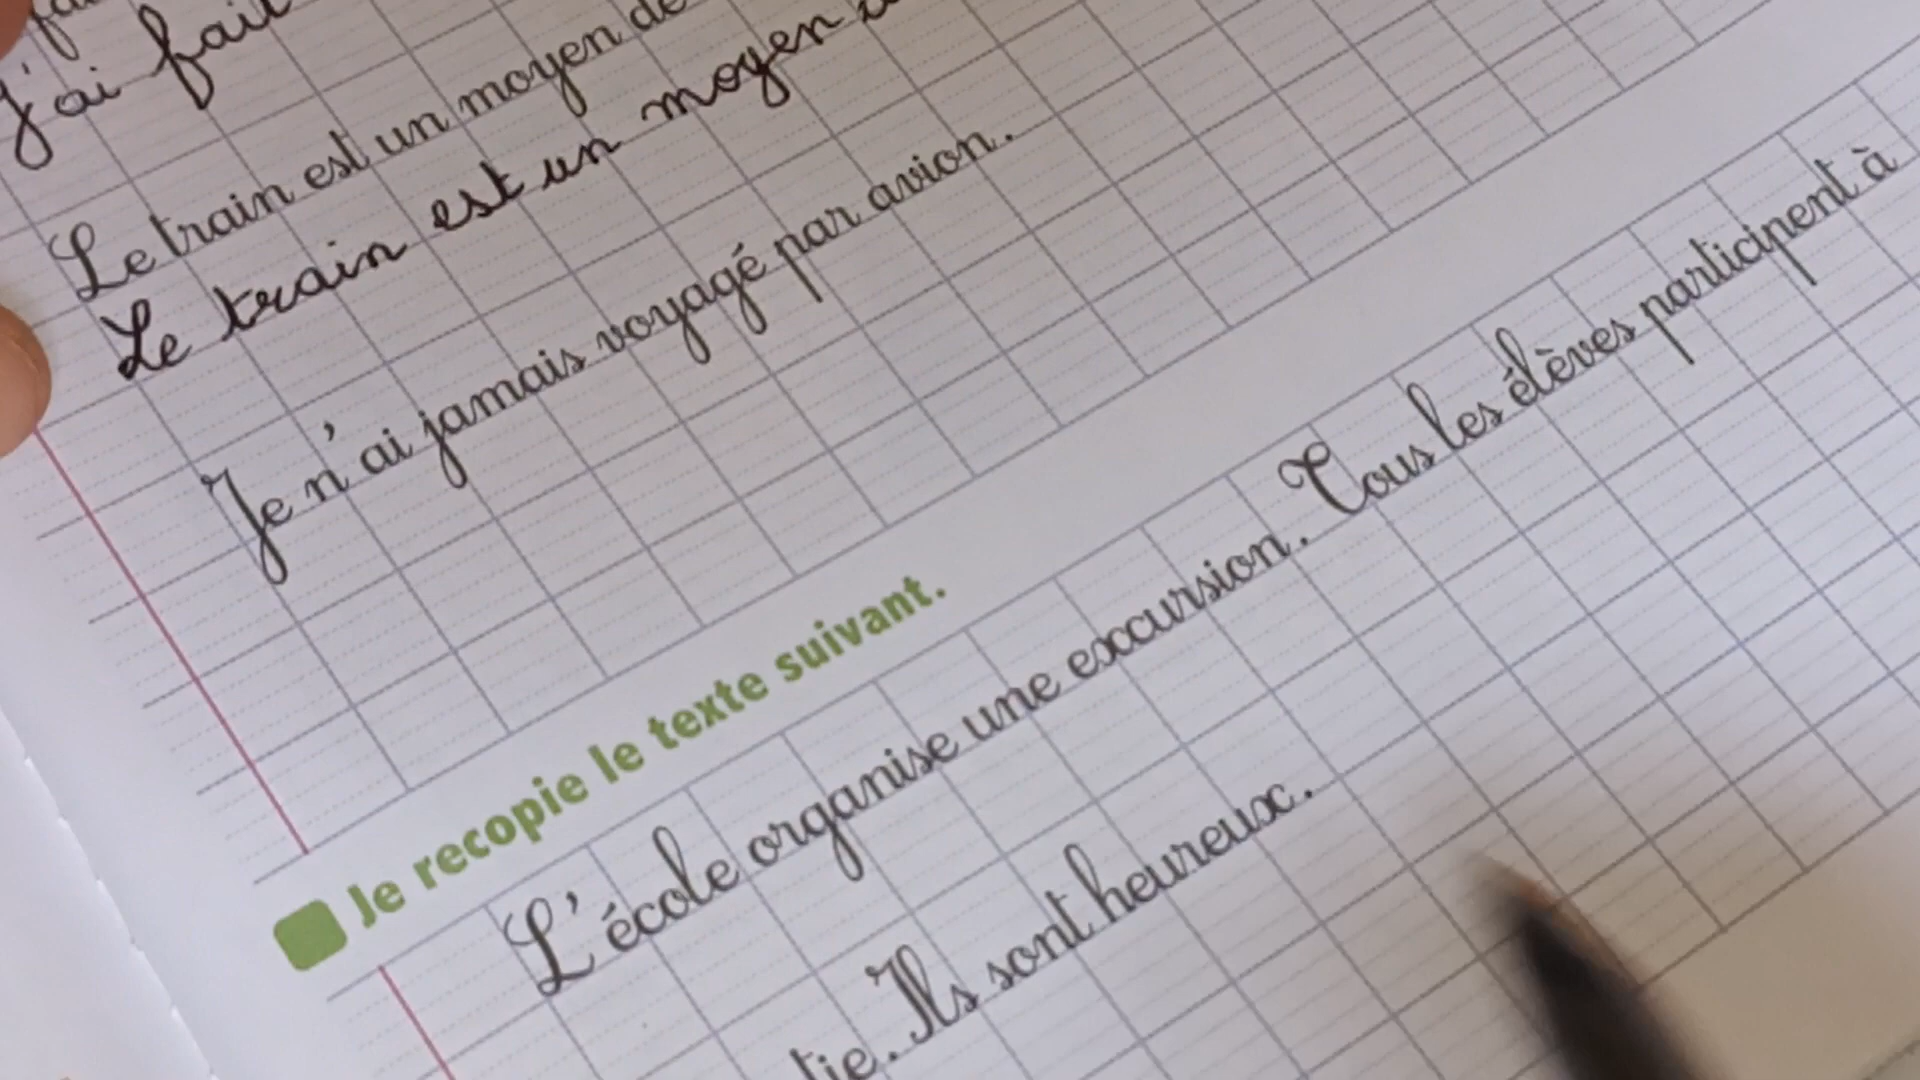 J'ai fait
Le train est un moyen de
Le train est un moyen
Je n'ai jamais voyagé par avion.
Je recopie le texte suivant.
L'école organise une excursion. Tous les élèves participent à
tie. Ils sont heureux.